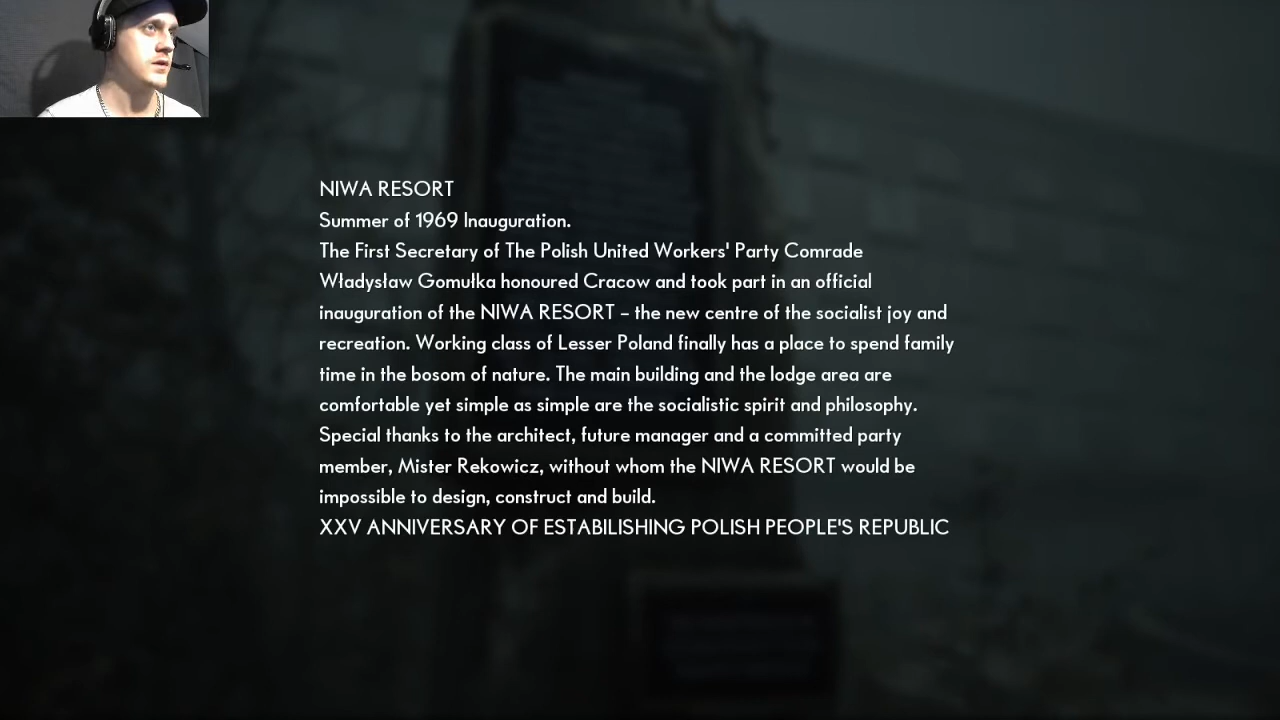 NIWA RESORT
Summer of 1969 Inauguration.
The First Secretary of The Polish United Workers' Party Comrade
Władysław Gomułka honoured Cracow and took part in an official
inauguration of the NIWA RESORT – the new centre of the socialist joy and
recreation. Working class of Lesser Poland finally has a place to spend family
time in the bosom of nature. The main building and the lodge area are
comfortable yet simple as simple are the socialistic spirit and philosophy.
Special thanks to the architect, future manager and a committed party
member, Mister Rekowicz, without whom the NIWA RESORT would be
impossible to design, construct and build.
XXV ANNIVERSARY OF ESTABILISHING POLISH PEOPLE'S REPUBLIC